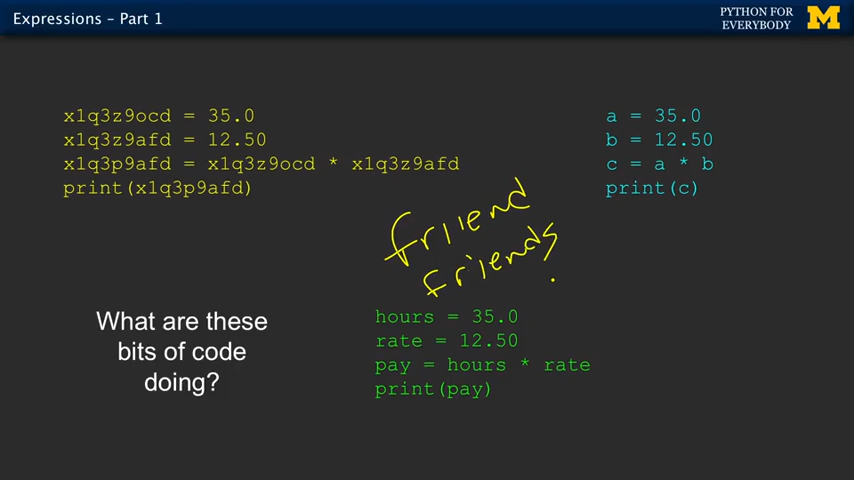 Expressions – Part 1
PYTHON FOR
EVERYBODY
x1q3z9ocd = 35.0
x1q3z9afd = 12.50
x1q3p9afd = x1q3z9ocd * x1q3z9afd
print(x1q3p9afd)
a = 35.0
b = 12.50
c = a * b
print(c)
friend
friends
What are these
bits of code
doing?
hours = 35.0
rate = 12.50
pay = hours * rate
print(pay)